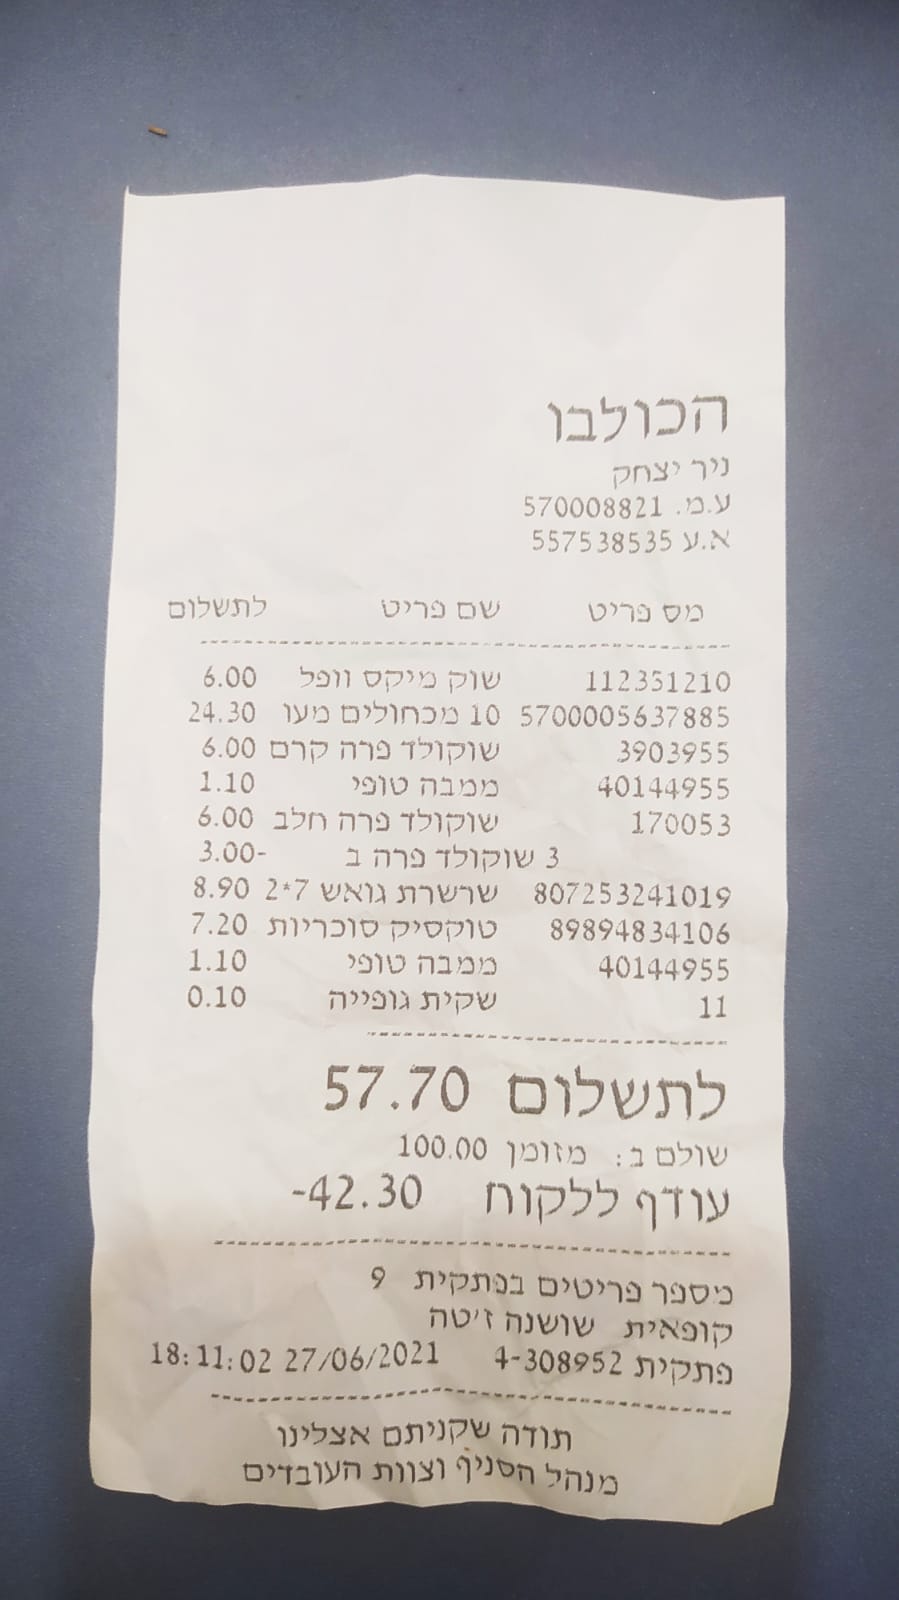 הכולבו
ניר יצחק
ע.מ. 570008821
א.ע 557538535
מס פריט שם פריט לתשלום
112351210 שוק מיקס וופל 6.00
5700005637885 10 מכחולים מעו 24.30
3903955 שוקולד פרה קרם 6.00
40144955 ממבה טופי 1.10
170053 שוקולד פרה חלב 6.00
3 שוקולד פרה ב -3.00
807253241019 שרשרת גואש 7*2 8.90
89894834106 טוקסיק סוכריות 7.20
40144955 ממבה טופי 1.10
11 שקית גופייה 0.10
לתשלום 57.70
שולם ב: מזומן 100.00
עודף ללקוח -42.30
מספר פריטים בפתקית 9
קופאית שושנה ז'יטה
פתקית 4-308952 27/06/2021 18:11:02
תודה שקניתם אצלינו
מנהל הסניף וצוות העובדים